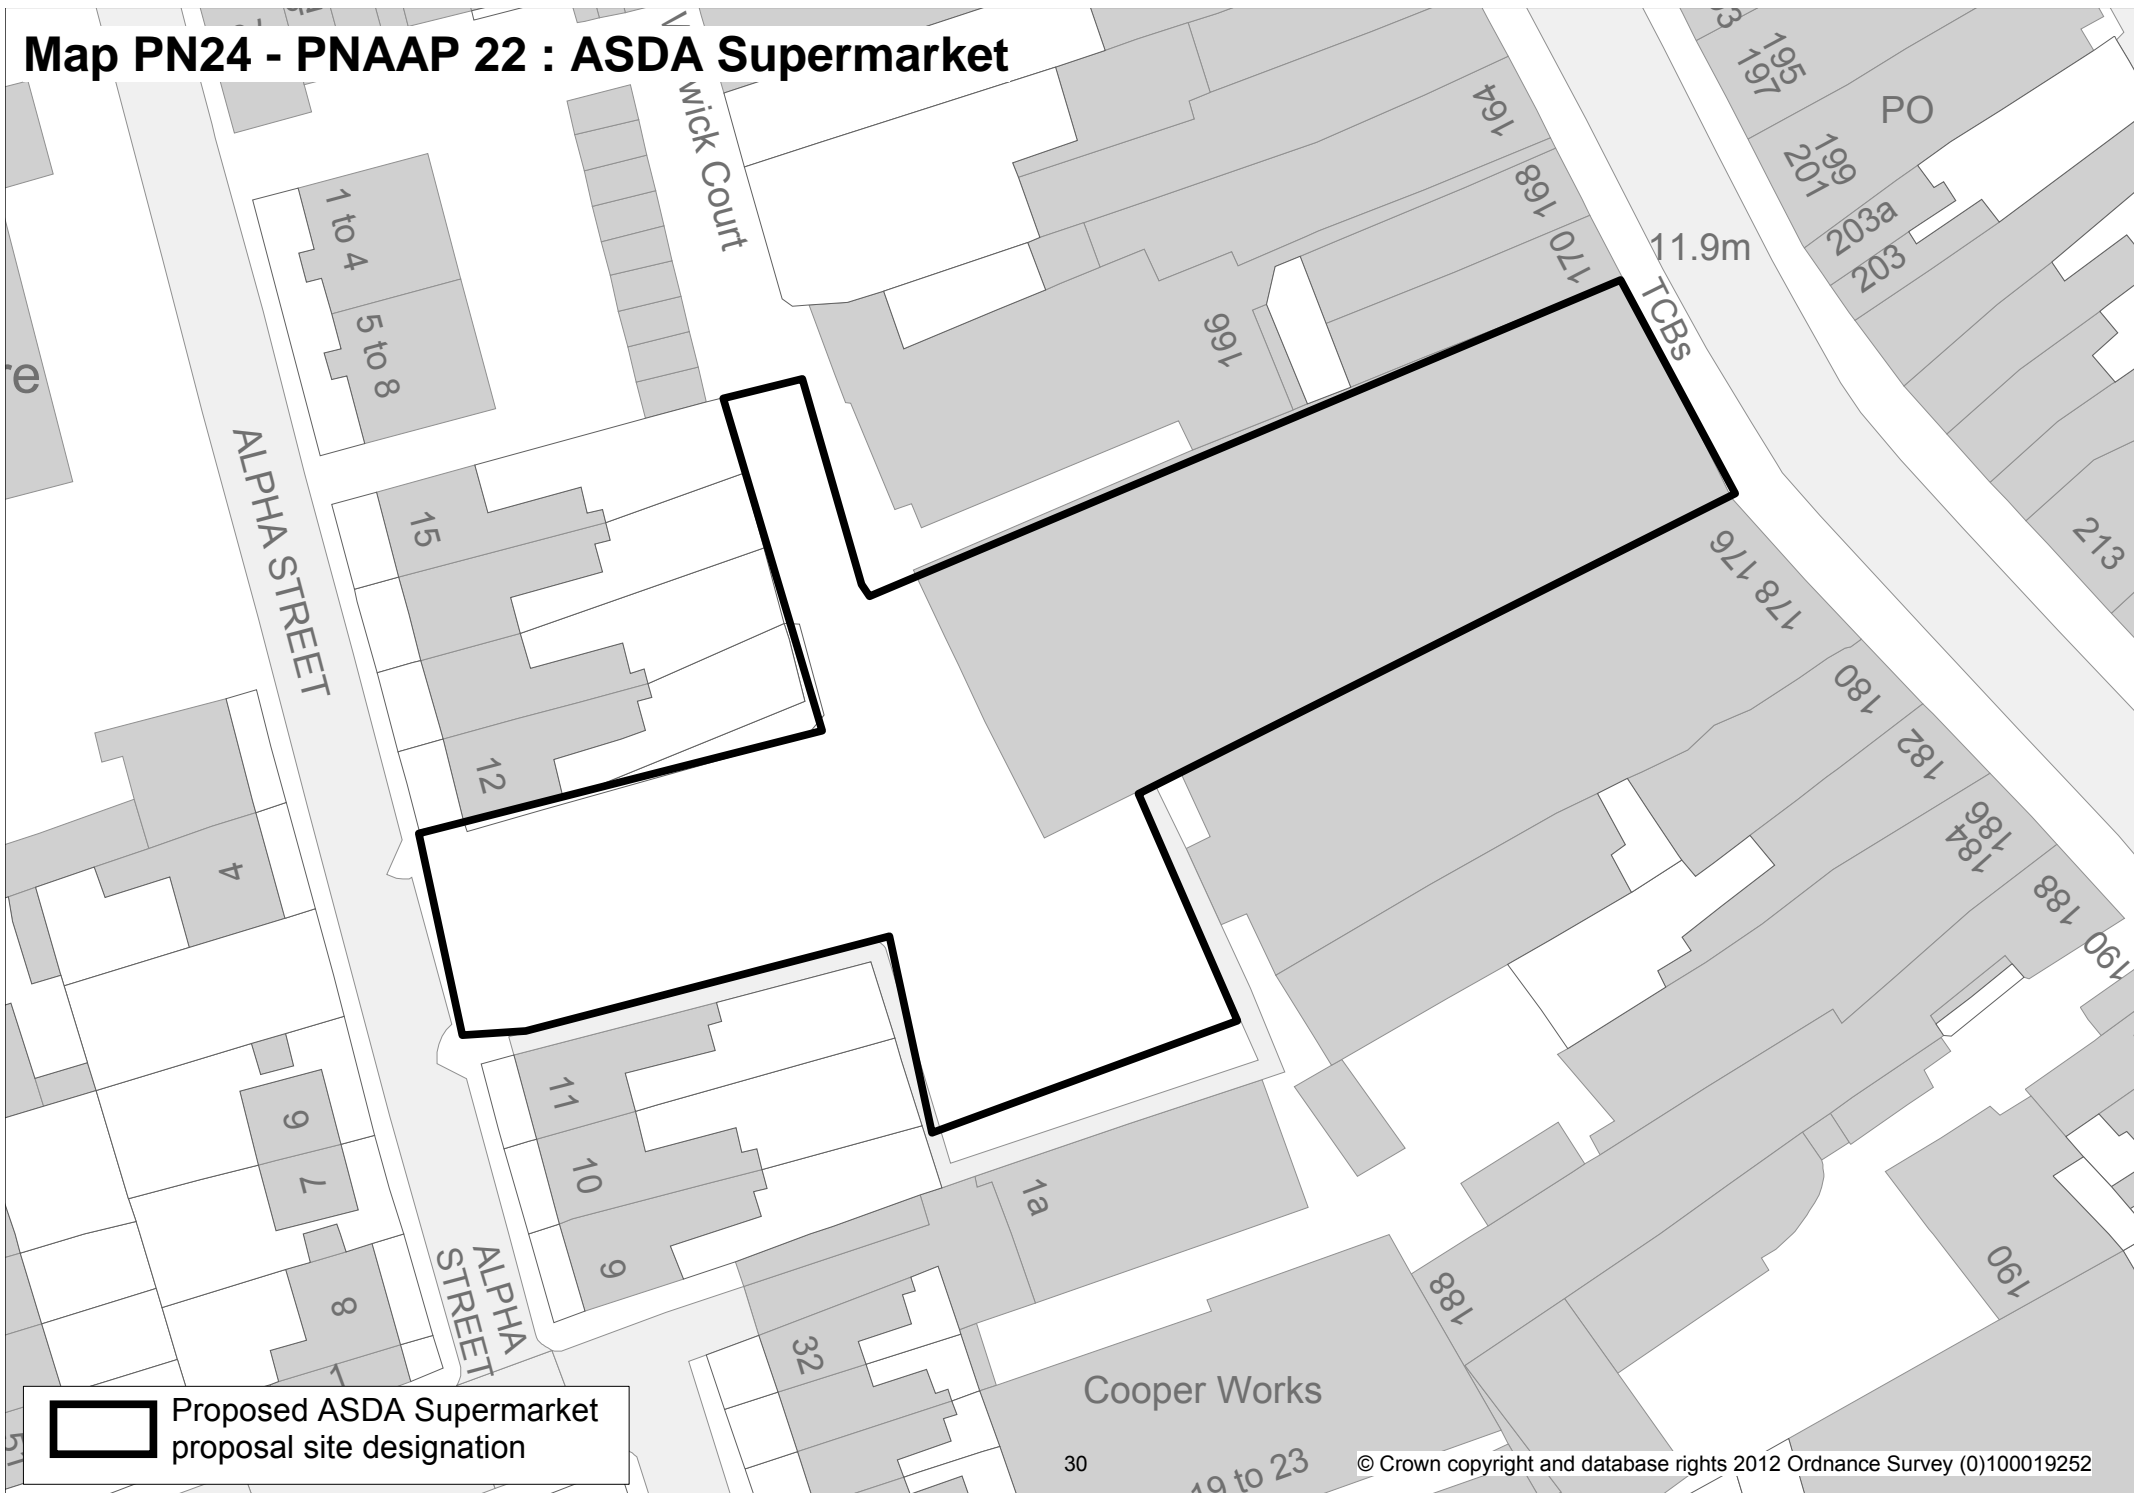 Map PN24 - PNAAP 22 : ASDA Supermarket
wick Court
164
195
197
PO
199
201
203a
203
168
170
11.9m
TCBs
166
1 to 4
5 to 8
ALPHA STREET
15
12
176
178
180
182
186
184
188
190
213
4
11
10
9
6
7
8
1
1a
ALPHA
STREET
32
188
190
Cooper Works
19 to 23
Proposed ASDA Supermarket
proposal site designation
30
© Crown copyright and database rights 2012 Ordnance Survey (0)100019252